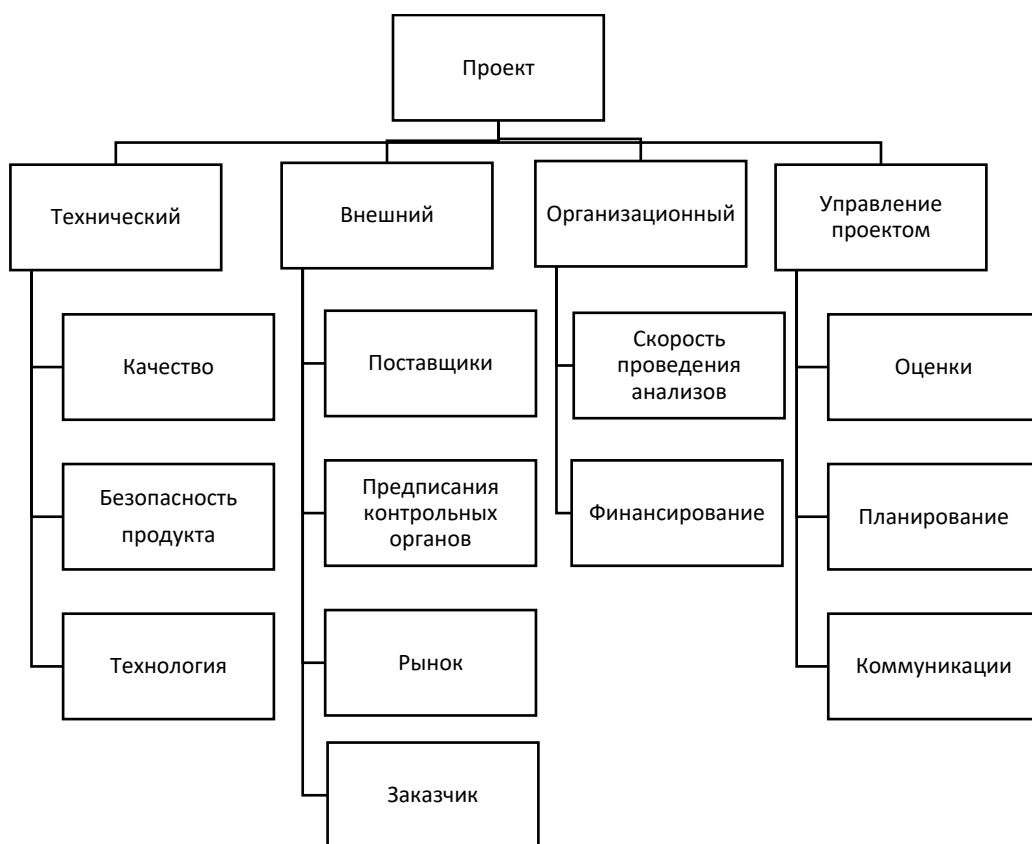 Проект
Технический
Внешний
Организационный
Управление
проектом
Качество
Безопасность
продукта
Технология
Поставщики
Предписания
контрольных
органов
Рынок
Заказчик
Скорость
проведения
анализов
Финансирование
Оценки
Планирование
Коммуникации